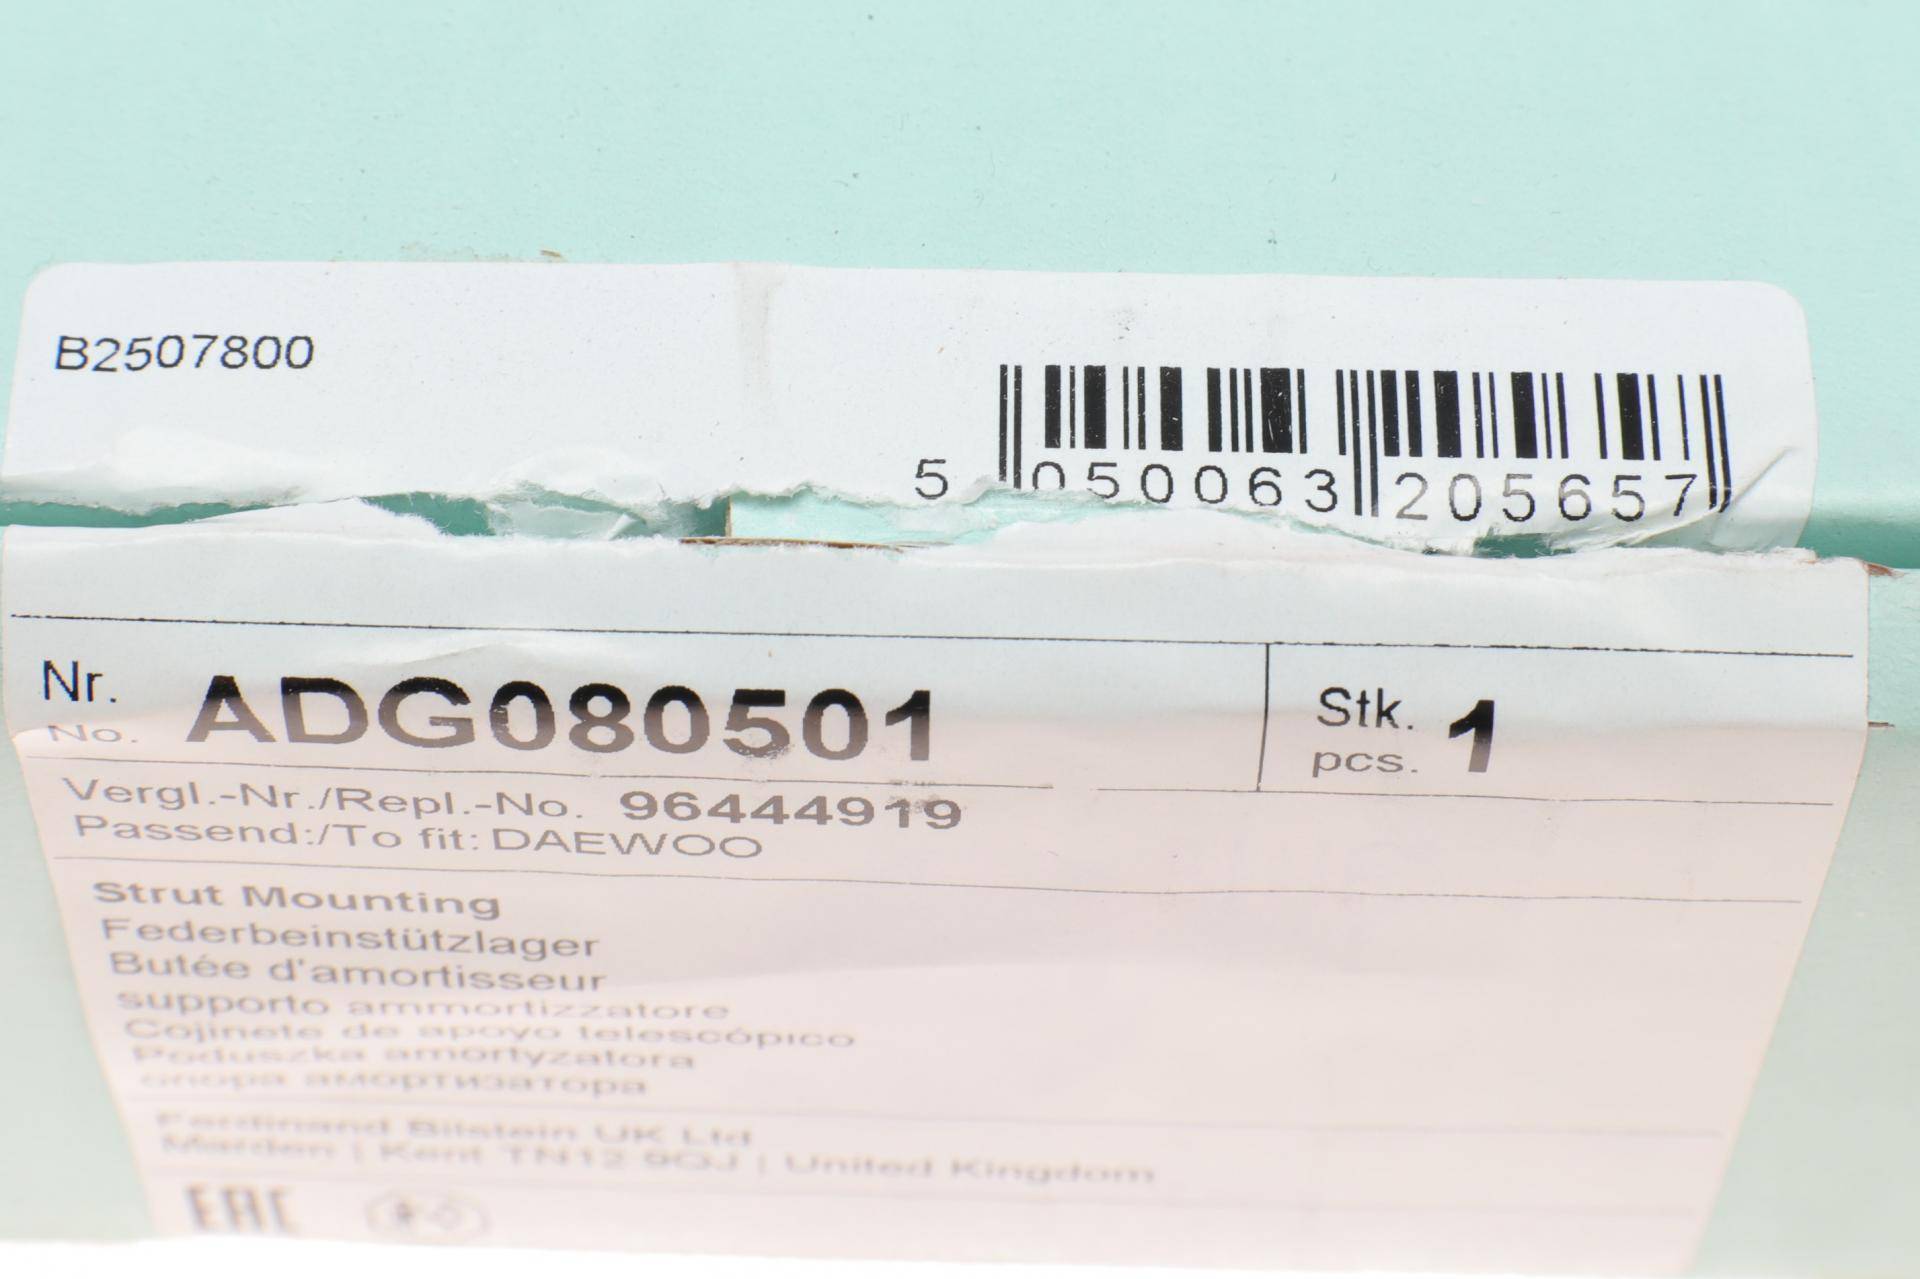 B2507800
5 050063 205657
Nr. ADG080501 Stk. 1
No. pcs.
Vergl.-Nr./Repl.-No. 96444919
Passend:/To fit: DAEWOO
Strut Mounting
Federbeinstützlager
Butée d'amortisseur
supporto ammortizzatore
Cojinete de apoyo telescópico
Poduszka amortyzatora
опора амортизатора
Ferdinand Bilstein UK Ltd
Marden | Kent TN12 9QJ | United Kingdom
EAC